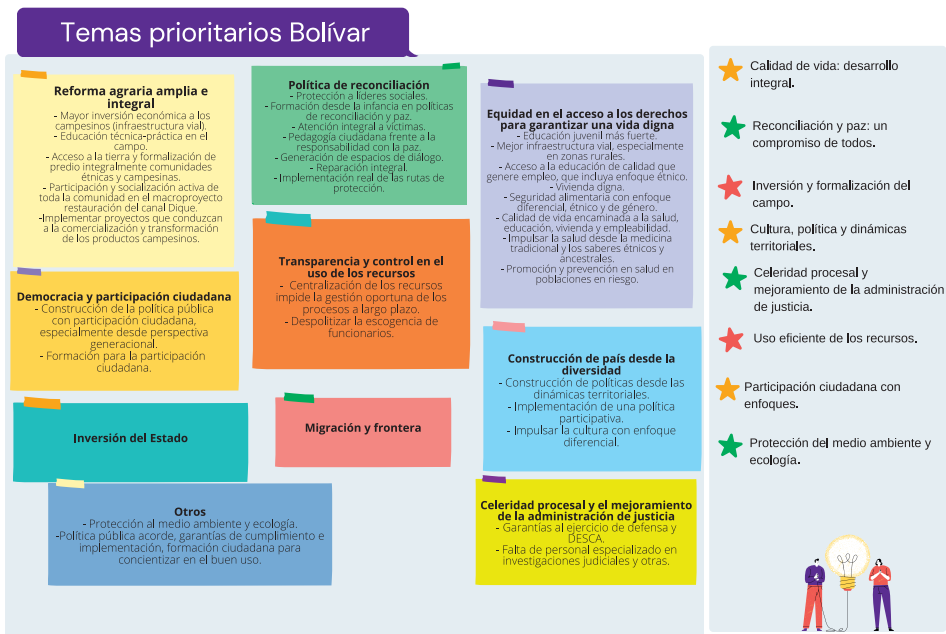 Temas prioritarios Bolívar
Reforma agraria amplia e
integral
- Mayor inversión económica a los
campesinos (infraestructura vial).
- Educación técnica-práctica en el
campo.
- Acceso a la tierra y formalización de
predio integralmente comunidades
étnicas y campesinas.
- Participación y socialización activa de
toda la comunidad en el macroproyecto
restauración del canal Dique.
-Implementar proyectos que conduzcan
a la comercialización y transformación
de los productos campesinos.
Política de reconciliación
- Protección a líderes sociales.
- Formación desde la infancia en políticas
de reconciliación y paz.
- Atención integral a víctimas.
- Pedagogía ciudadana frente a la
responsabilidad con la paz.
- Generación de espacios de diálogo.
- Reparación integral.
- Implementación real de las rutas de
protección.
Equidad en el acceso a los derechos
para garantizar una vida digna
- Educación juvenil más fuerte.
- Mejor infraestructura vial, especialmente
en zonas rurales.
- Acceso a la educación de calidad que
genere empleo, que incluya enfoque étnico.
- Vivienda digna.
- Seguridad alimentaria con enfoque
diferencial, étnico y de género.
- Calidad de vida encaminada a la salud,
educación, vivienda y empleabilidad.
- Impulsar la salud desde la medicina
tradicional y los saberes étnicos y
ancestrales.
- Promoción y prevención en salud en
poblaciones en riesgo.
Democracia y participación ciudadana
- Construcción de la política pública
con participación ciudadana,
especialmente desde perspectiva
generacional.
- Formación para la participación
ciudadana.
Transparencia y control en el
uso de los recursos
- Centralización de los recursos
impide la gestión oportuna de los
procesos a largo plazo.
- Despolitizar la escogencia de
funcionarios.
Construcción de país desde la
diversidad
- Construcción de políticas desde las
dinámicas territoriales.
- Implementación de una política
participativa.
- Impulsar la cultura con enfoque
diferencial.
Inversión del Estado
Migración y frontera
Otros
- Protección al medio ambiente y ecología.
-Política pública acorde, garantías de cumplimiento e
implementación, formación ciudadana para
concientizar en el buen uso.
Celeridad procesal y el mejoramiento
de la administración de justicia
- Garantías al ejercicio de defensa y
DESCA.
- Falta de personal especializado en
investigaciones judiciales y otras.
Calidad de vida: desarrollo
integral.
Reconciliación y paz: un
compromiso de todos.
Inversión y formalización del
campo.
Cultura, política y dinámicas
territoriales.
Celeridad procesal y
mejoramiento de la administración
de justicia.
Uso eficiente de los recursos.
Participación ciudadana con
enfoques.
Protección del medio ambiente y
ecología.